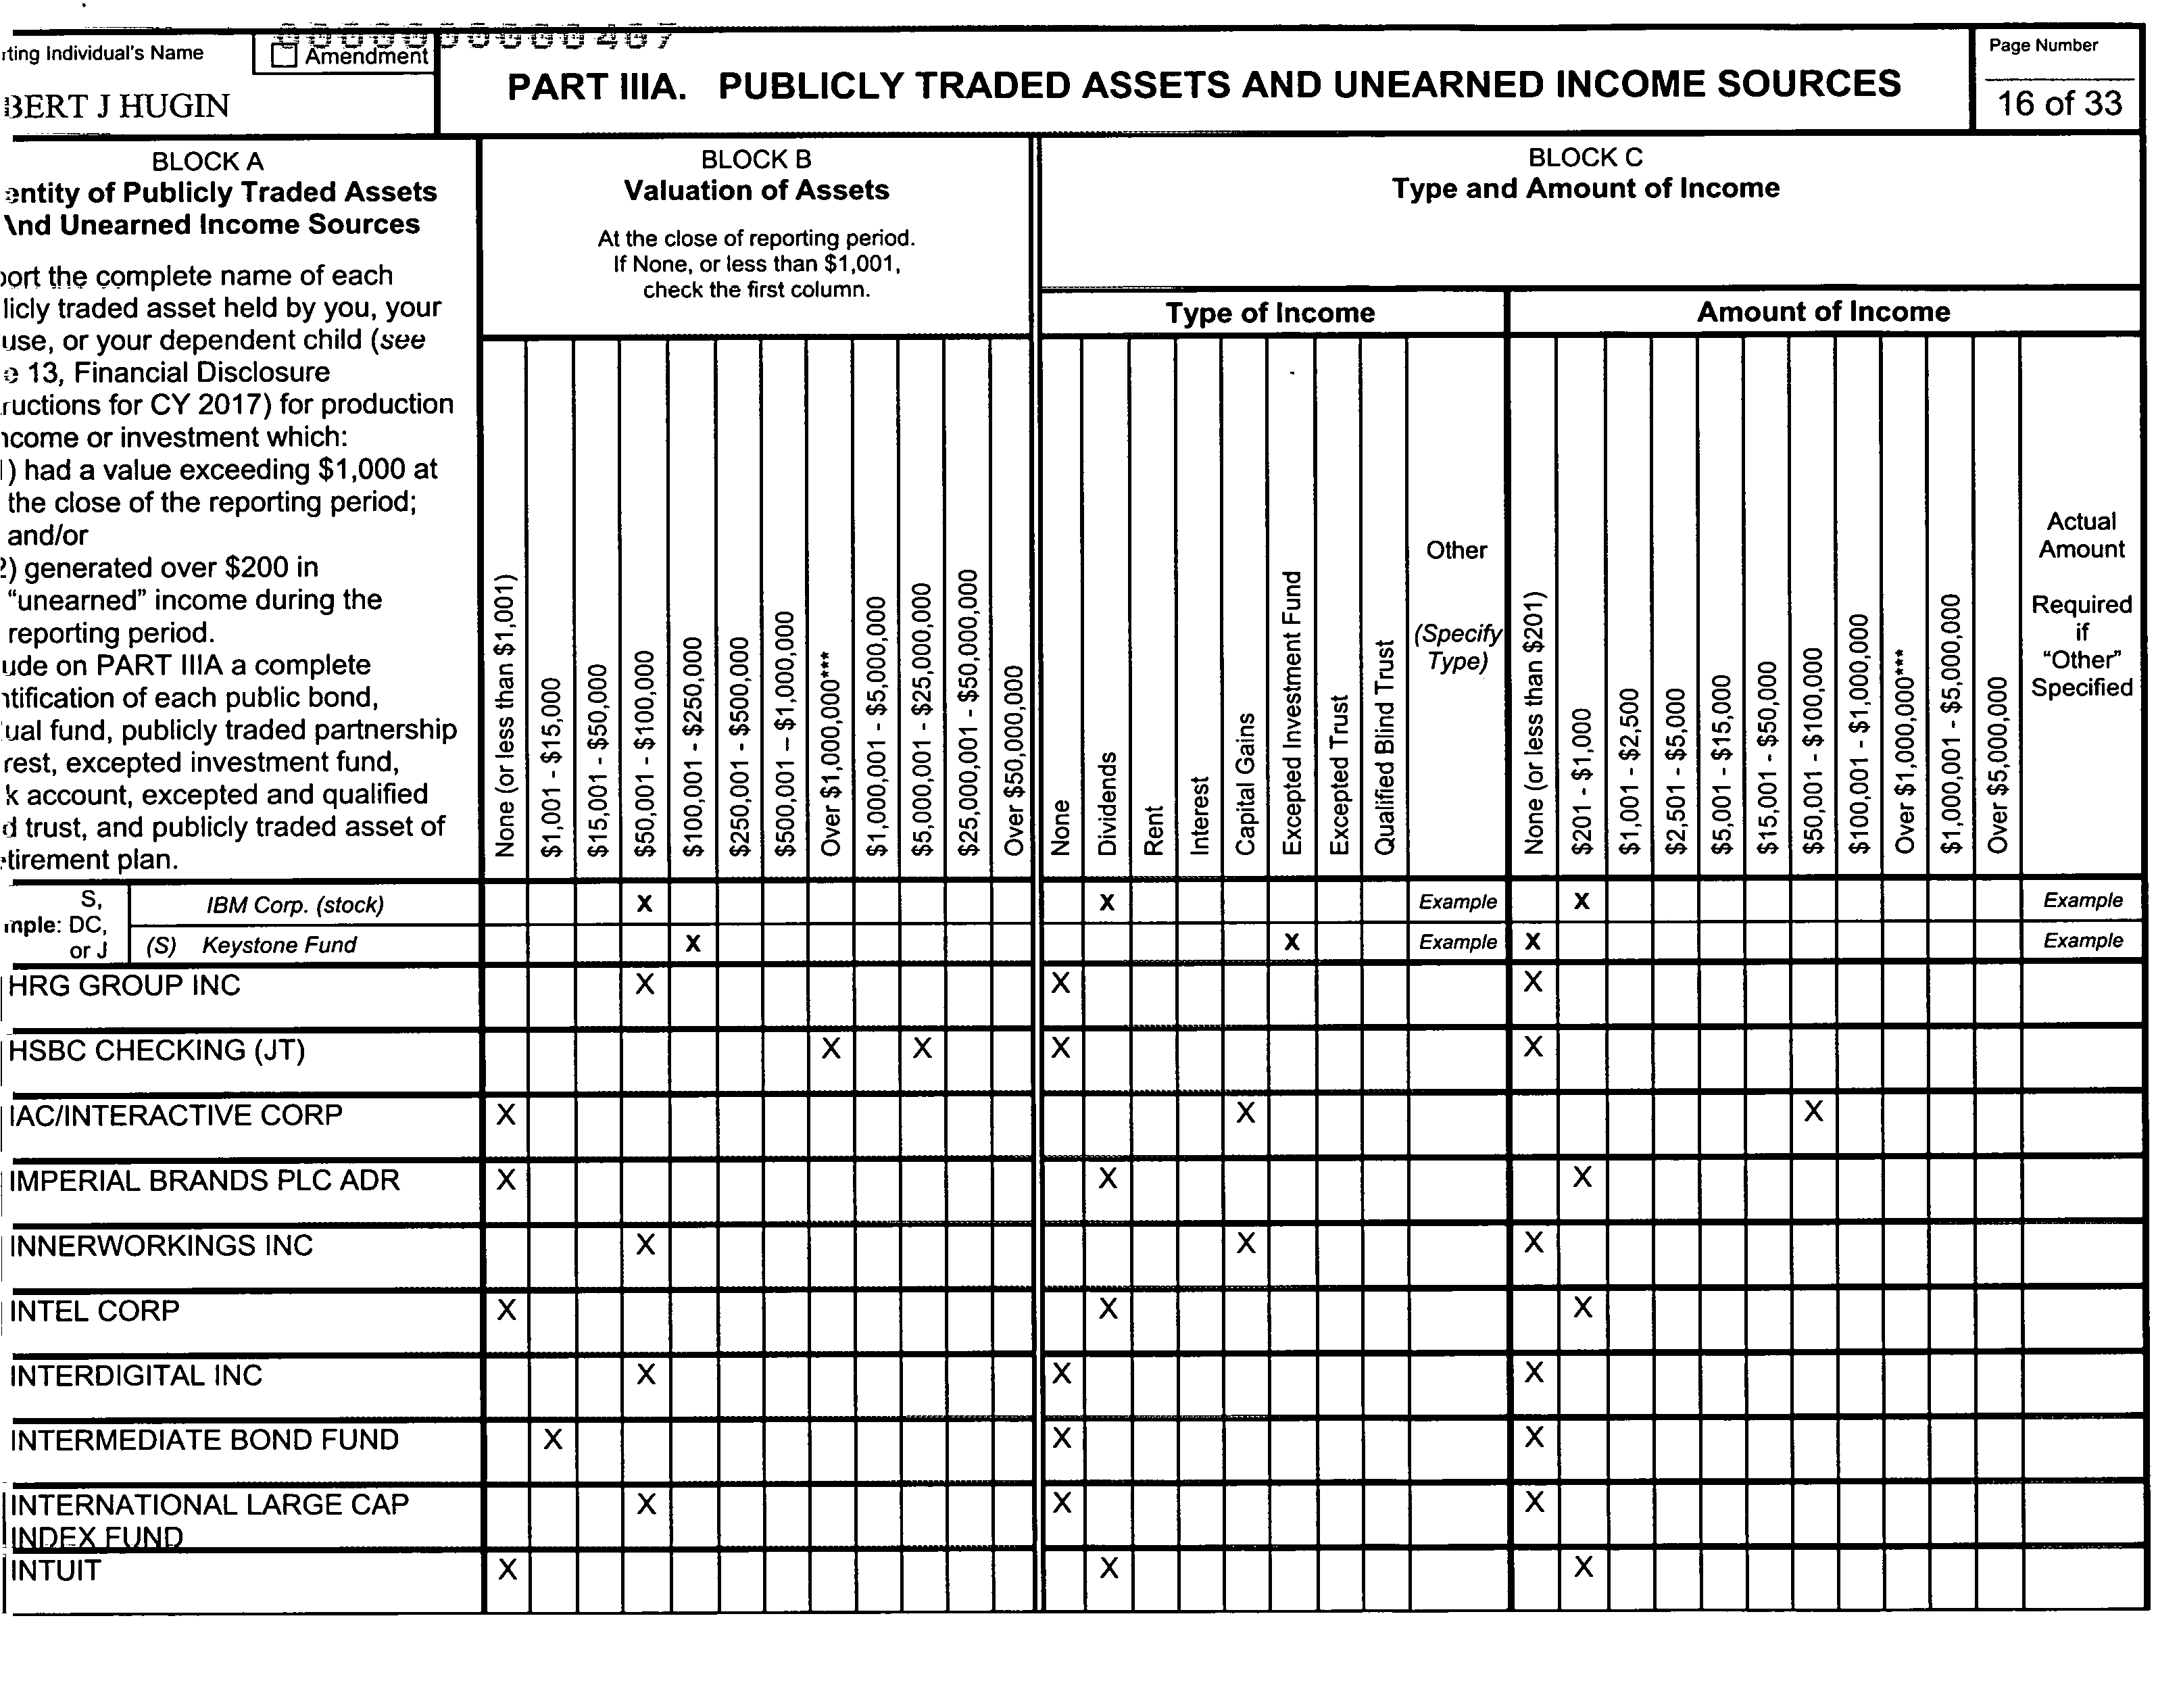 0000000000407
rting Individual's Name
Amendment
BERT J HUGIN
PART IIIA. PUBLICLY TRADED ASSETS AND UNEARNED INCOME SOURCES
Page Number
16 of 33
BLOCK A
entity of Publicly Traded Assets
And Unearned Income Sources
port the complete name of each
licly traded asset held by you, your
use, or your dependent child (see
e 13, Financial Disclosure
ructions for CY 2017) for production
ncome or investment which:
) had a value exceeding $1,000 at
the close of the reporting period;
and/or
2) generated over $200 in
"unearned" income during the
reporting period.
ude on PART IIIA a complete
ntification of each public bond,
ual fund, publicly traded partnership
rest, excepted investment fund,
k account, excepted and qualified
d trust, and publicly traded asset of
etirement plan.
BLOCK B
Valuation of Assets
At the close of reporting period.
If None, or less than $1,001,
check the first column.
None (or less than $1,001)
$1,001 - $15,000
$15,001 - $50,000
$50,001 - $100,000
$100,001 - $250,000
$250,001 - $500,000
$500,001 – $1,000,000
Over $1,000,000***
$1,000,001 - $5,000,000
$5,000,001 - $25,000,000
$25,000,001 - $50,000,000
Over $50,000,000
BLOCK C
Type and Amount of Income
Type of Income
None
Dividends
Rent
Interest
Capital Gains
Excepted Investment Fund
Excepted Trust
Qualified Blind Trust
Other
(Specify
Type)
Amount of Income
None (or less than $201)
$201 - $1,000
$1,001 - $2,500
$2,501 - $5,000
$5,001 - $15,000
$15,001 - $50,000
$50,001 - $100,000
$100,001 - $1,000,000
Over $1,000,000***
$1,000,001 - $5,000,000
Over $5,000,000
Actual
Amount
Required
if
"Other"
Specified
S,
mple: DC,
or J
IBM Corp. (stock) X X Example X Example
(S) Keystone Fund X X Example X Example
HRG GROUP INC X X X
HSBC CHECKING (JT) X X X X
IAC/INTERACTIVE CORP X X X
IMPERIAL BRANDS PLC ADR X X X
INNERWORKINGS INC X X X
INTEL CORP X X X
INTERDIGITAL INC X X X
INTERMEDIATE BOND FUND X X X
INTERNATIONAL LARGE CAP X X X
INDEX FUND
INTUIT X X X